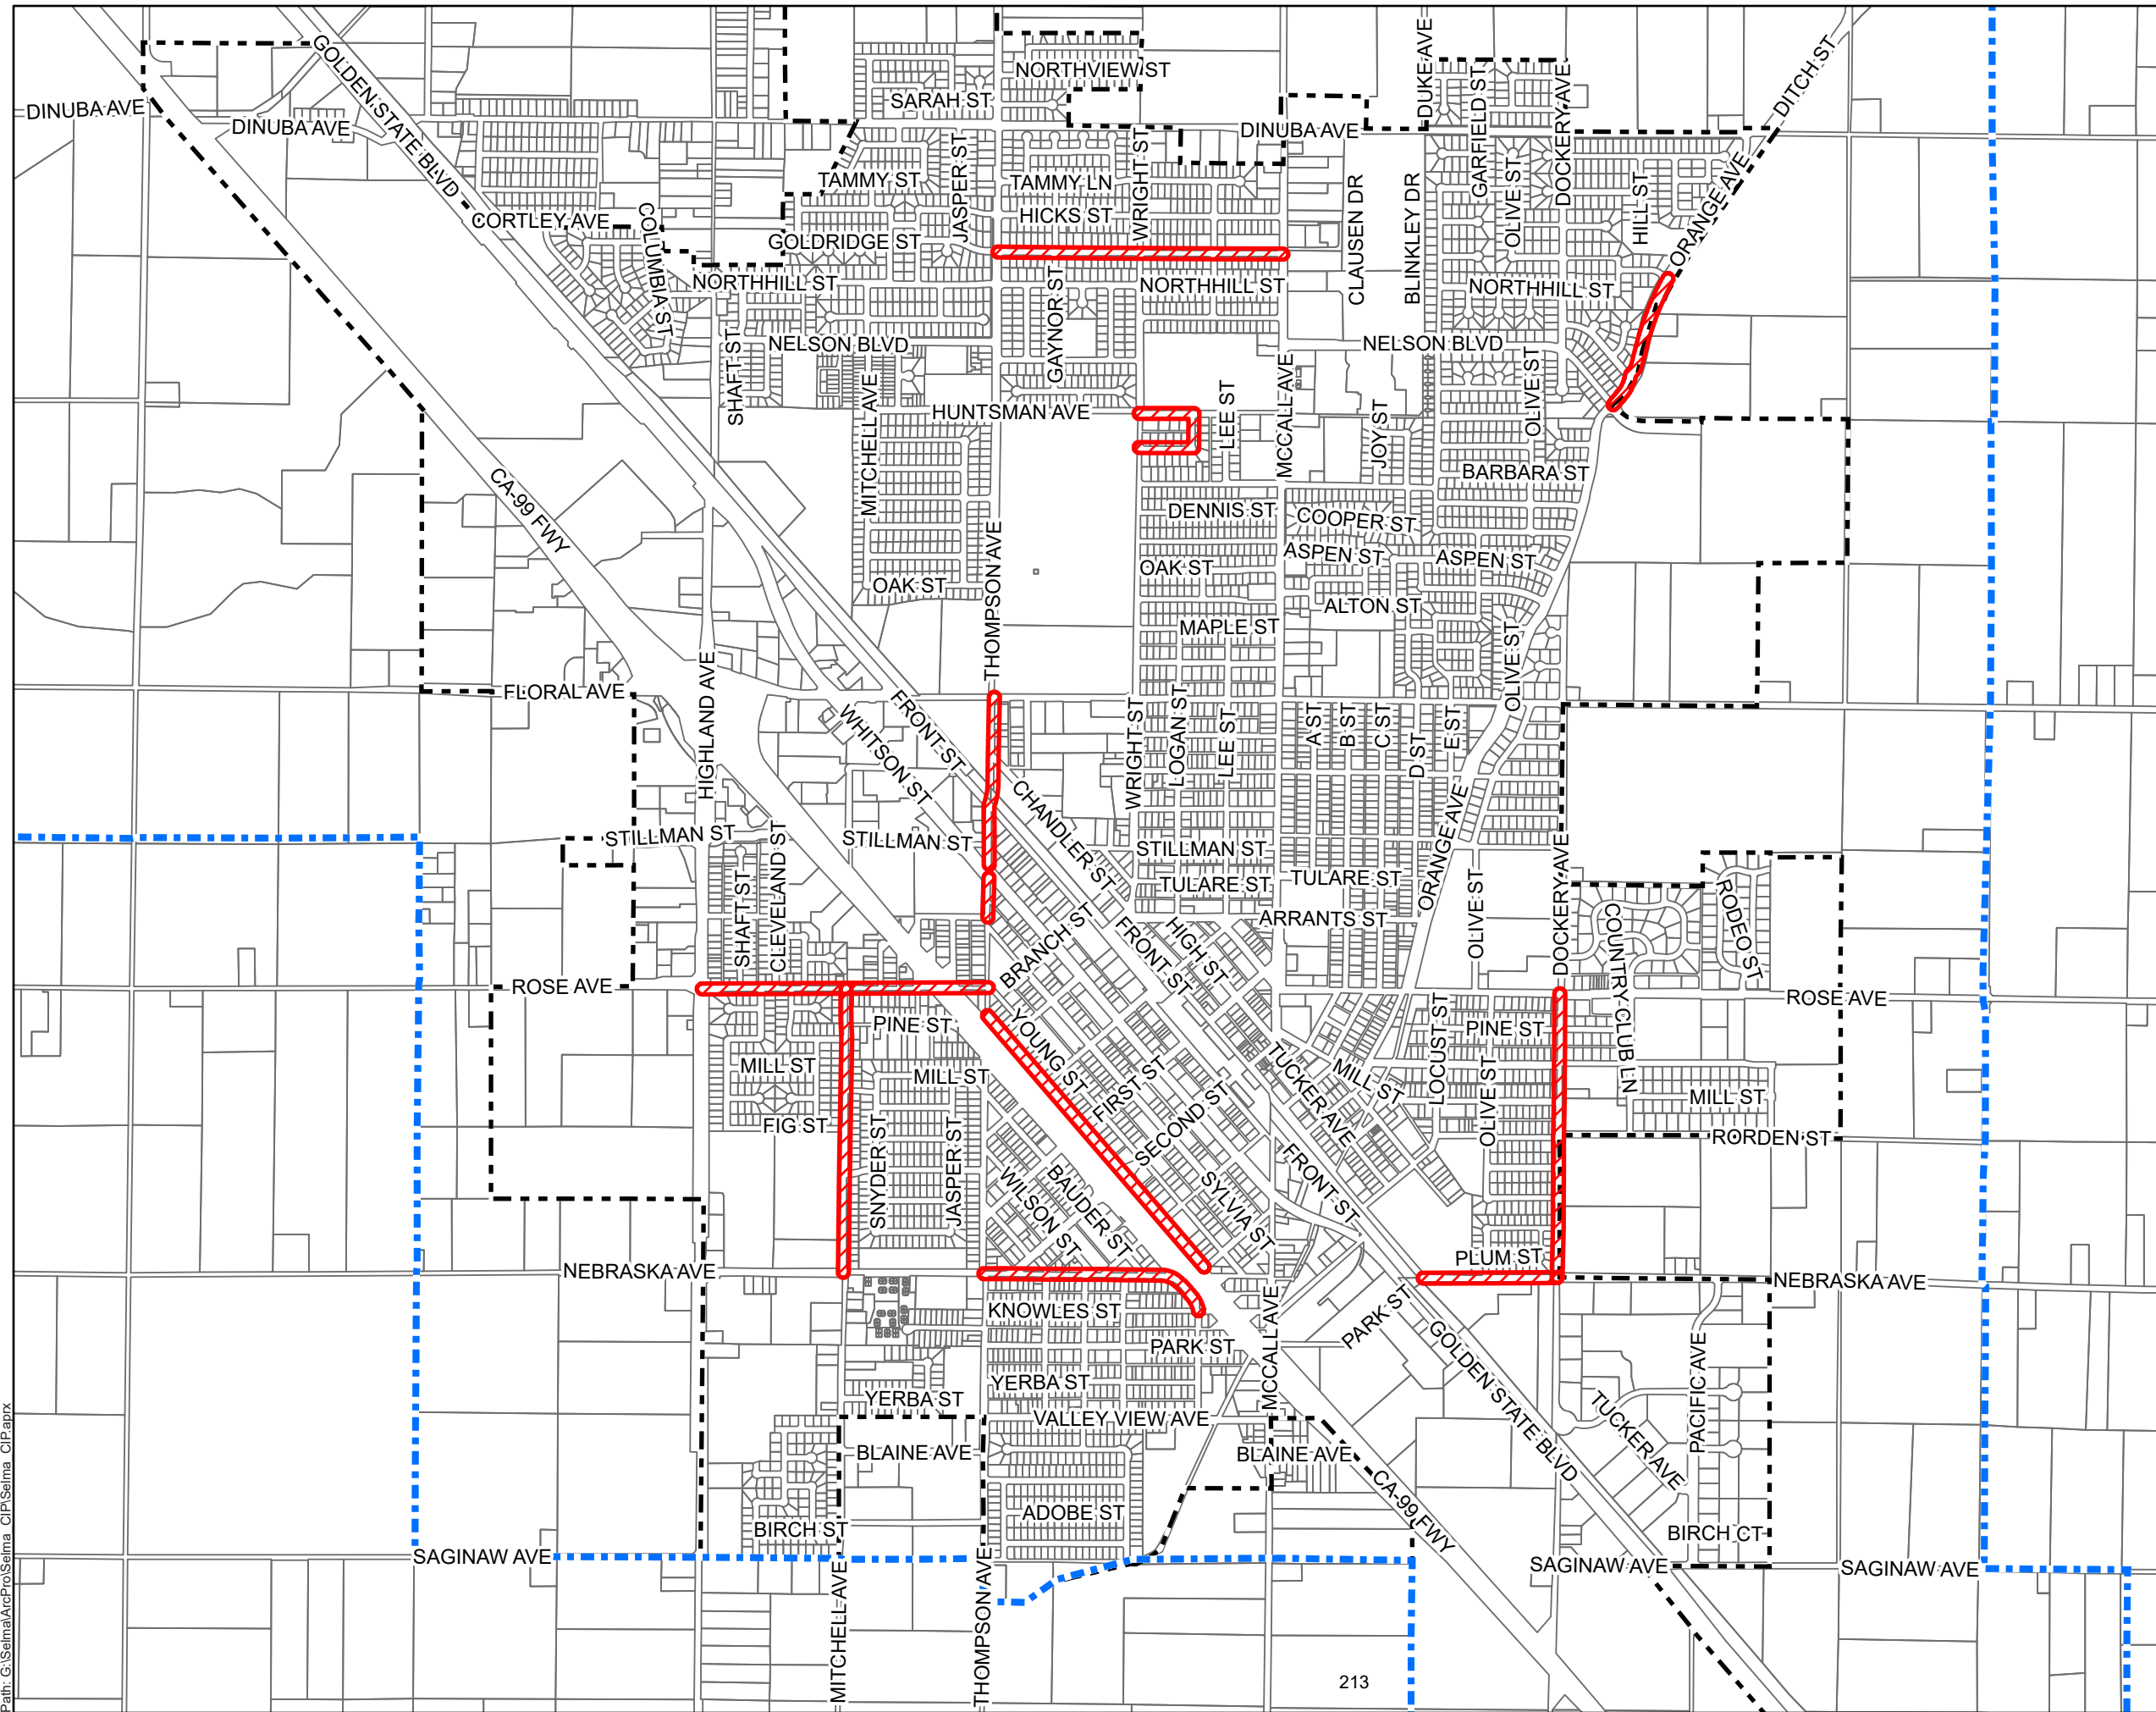 DUKE AVE
GOLDEN STATE BLVD
NORTHVIEW ST
GARFIELD ST
DOCKERY AVE
DITCH ST
SARAH ST
DINUBA AVE
DINUBA AVE
DINUBA AVE
JASPER ST
WRIGHT ST
TAMMY ST
TAMMY LN
CLAUSEN DR
BLINKLEY DR
OLIVE ST
HILL ST
ORANGE AVE
CORTLEY AVE
COLUMBIA ST
HICKS ST
GOLDRIDGE ST
NORTHHILL ST
NORTHHILL ST
NORTHHILL ST
GAYNOR ST
SHAFT ST
NELSON BLVD
NELSON BLVD
MITCHELL AVE
HUNTSMAN AVE
LEE ST
MCCALL AVE
JOY ST
OLIVE ST
BARBARA ST
CA-99 FWY
DENNIS ST
COOPER ST
THOMPSON AVE
ASPEN ST
ASPEN ST
OAK ST
OAK ST
ALTON ST
MAPLE ST
OLIVE ST
HIGHLAND AVE
FLORAL AVE
FRONT ST
WHITSON ST
WRIGHT ST
LOGAN ST
LEE ST
A ST
B ST
C ST
D ST
E ST
CHANDLER ST
ORANGE AVE
STILLMAN ST
STILLMAN ST
STILLMAN ST
SHAFT ST
CLEVELAND ST
TULARE ST
TULARE ST
OLIVE ST
DOCKERY AVE
COUNTRY CLUB LN
RODEO ST
ARRANTS ST
BRANCH ST
FRONT ST
HIGH ST
ROSE AVE
ROSE AVE
PINE ST
YOUNG ST
LOCUST ST
PINE ST
MILL ST
MILL ST
FIRST ST
TUCKER AVE
MILL ST
OLIVE ST
MILL ST
FIG ST
SNYDER ST
JASPER ST
SECOND ST
RORDEN ST
WILSON ST
BAUDER ST
SYLVIA ST
FRONT ST
PLUM ST
NEBRASKA AVE
NEBRASKA AVE
KNOWLES ST
MCCALL AVE
PARK ST
PARK ST
GOLDEN STATE BLVD
PACIFIC AVE
YERBA ST
YERBA ST
VALLEY VIEW AVE
TUCKER AVE
BLAINE AVE
BLAINE AVE
CA-99 FWY
ADOBE ST
BIRCH ST
BIRCH CT
SAGINAW AVE
SAGINAW AVE
SAGINAW AVE
MITCHELL AVE
THOMPSON AVE
213
Path: G:\Selma\ArcPro\Selma_CIP\Selma_CIP.aprx